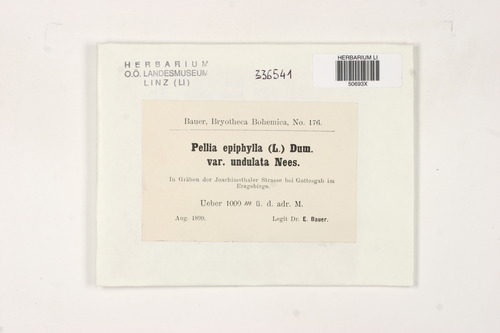 HERBARIUM
O.Ö. LANDESMUSEUM
LINZ (LI)
336541
HERBARIUM LI
50693X
Bauer, Bryotheca Bohemica, No. 176.
Pellia epiphylla (L.) Dum.
var. undulata Nees.
In Gräben der Joachimsthaler Strasse bei Gottesgab im
Erzgebirge.
Ueber 1000 m ü. d. adr. M.
Aug. 1890.
Legit Dr. E. Bauer.